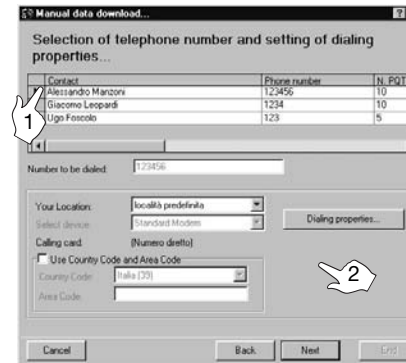 Manual data download...
?
Selection of telephone number and setting of dialing
properties...
Contact Phone number N. PQT
Alessandro Manzoni 123456 10
Giacomo Leopardi 1234 10
Ugo Foscolo 123 5
1
Number to be dialed: 123456
Your Location: località predefinita
Select device: Standard Modem
Dialing properties...
Calling card: (Numero diretto)
Use Country Code and Area Code
2
Country Code: Italia (39)
Area Code:
Cancel Back Next End